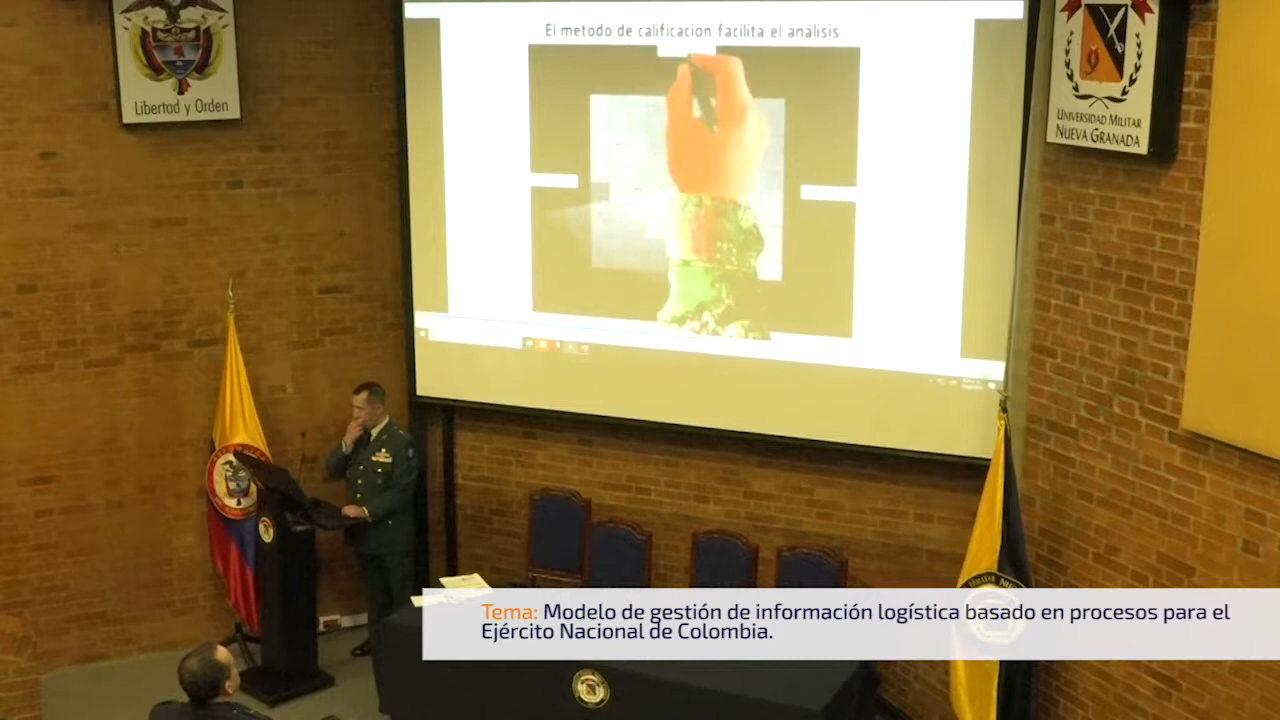 El metodo de calificacion facilita el analisis
Libertad y Orden
UNIVERSIDAD MILITAR
NUEVA GRANADA
Tema: Modelo de gestión de información logística basado en procesos para el
Ejército Nacional de Colombia.